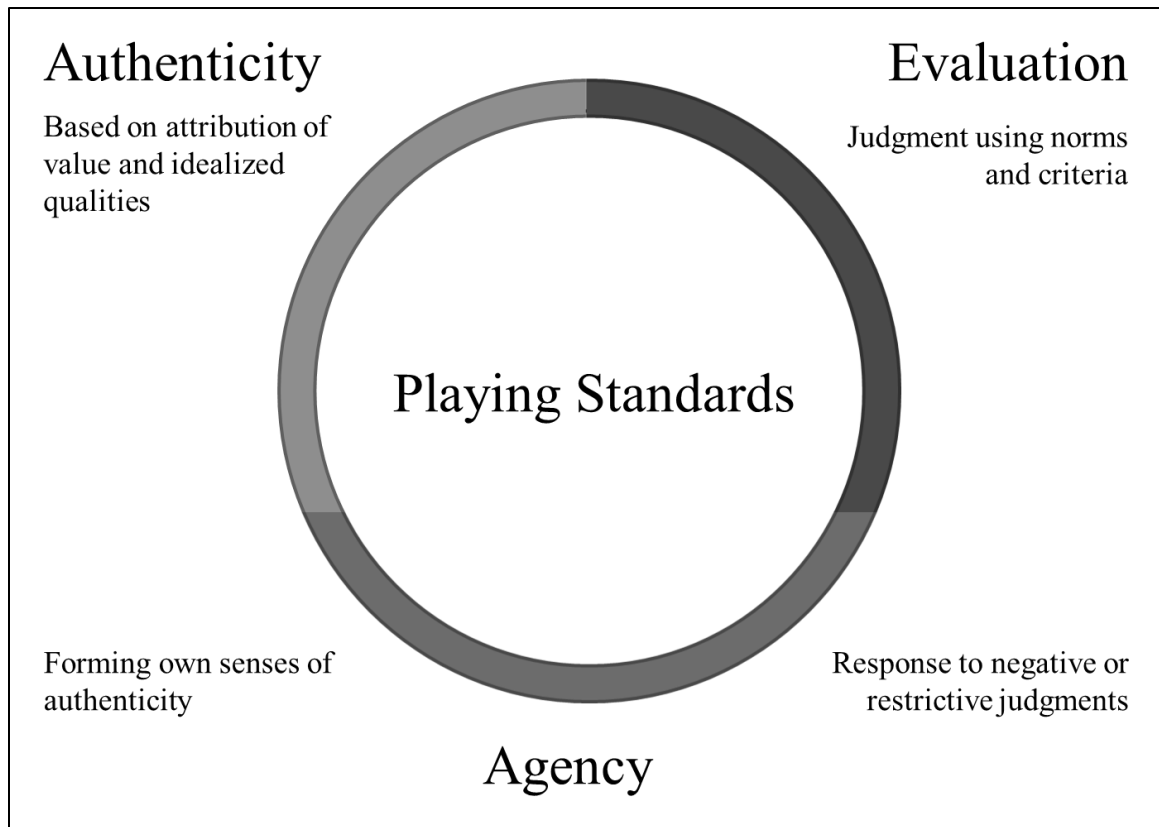 Authenticity
Based on attribution of
value and idealized
qualities
Evaluation
Judgment using norms
and criteria
Playing Standards
Forming own senses of
authenticity
Response to negative or
restrictive judgments
Agency